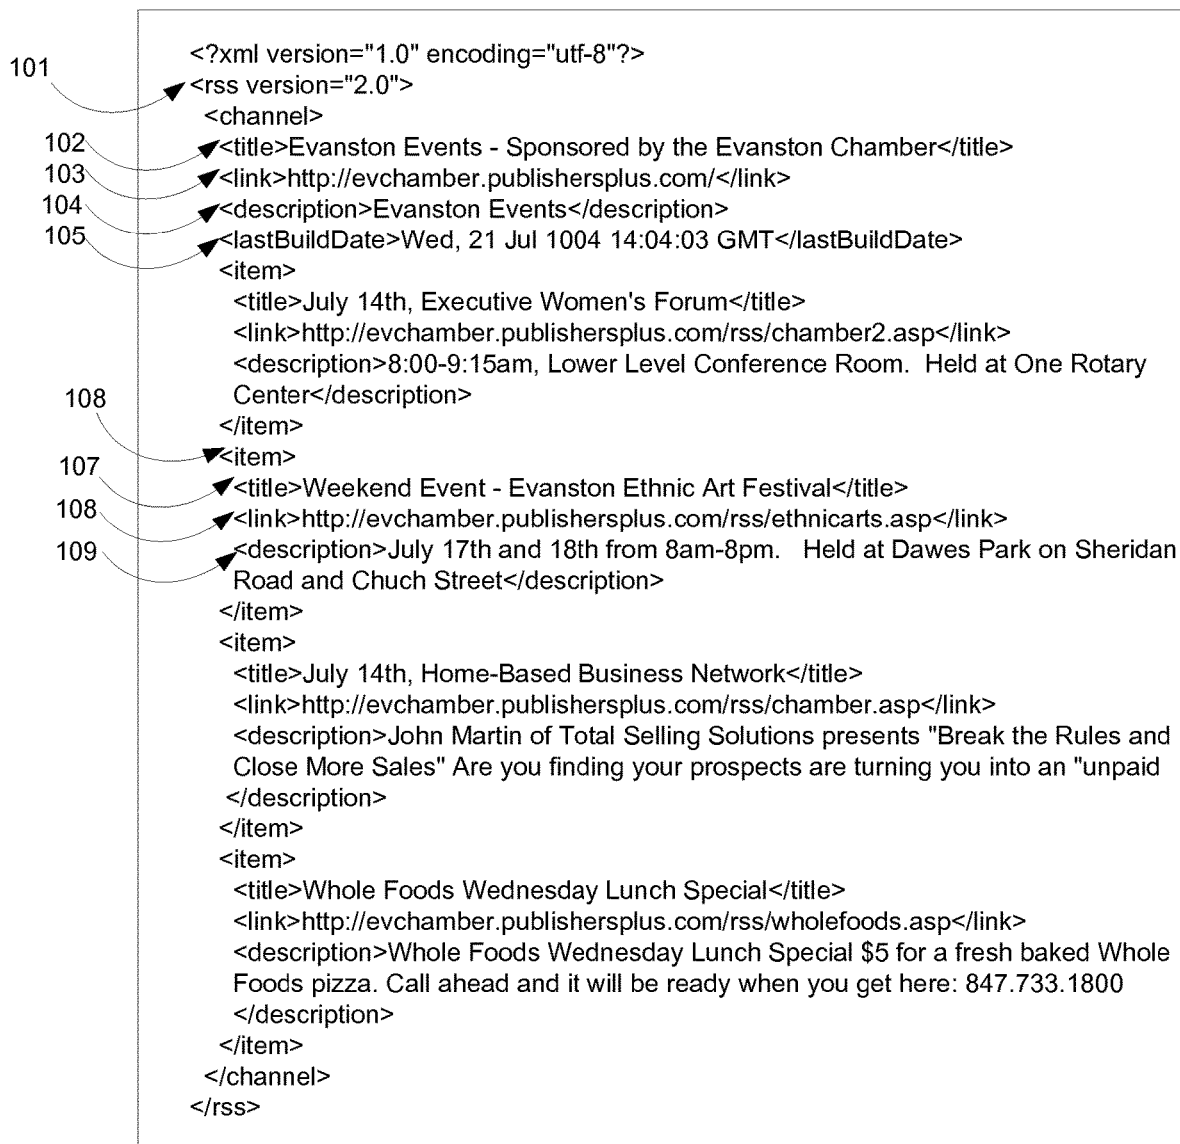 <?xml version="1.0" encoding="utf-8"?>
101 <rss version="2.0">
<channel>
102 <title>Evanston Events - Sponsored by the Evanston Chamber</title>
103 <link>http://evchamber.publishersplus.com/</link>
104 <description>Evanston Events</description>
105 <lastBuildDate>Wed, 21 Jul 1004 14:04:03 GMT</lastBuildDate>
<item>
<title>July 14th, Executive Women's Forum</title>
<link>http://evchamber.publishersplus.com/rss/chamber2.asp</link>
<description>8:00-9:15am, Lower Level Conference Room.  Held at One Rotary
Center</description>
</item>
108 <item>
107 <title>Weekend Event - Evanston Ethnic Art Festival</title>
108 <link>http://evchamber.publishersplus.com/rss/ethnicarts.asp</link>
109 <description>July 17th and 18th from 8am-8pm.   Held at Dawes Park on Sheridan
Road and Chuch Street</description>
</item>
<item>
<title>July 14th, Home-Based Business Network</title>
<link>http://evchamber.publishersplus.com/rss/chamber.asp</link>
<description>John Martin of Total Selling Solutions presents "Break the Rules and
Close More Sales" Are you finding your prospects are turning you into an "unpaid
</description>
</item>
<item>
<title>Whole Foods Wednesday Lunch Special</title>
<link>http://evchamber.publishersplus.com/rss/wholefoods.asp</link>
<description>Whole Foods Wednesday Lunch Special $5 for a fresh baked Whole
Foods pizza. Call ahead and it will be ready when you get here: 847.733.1800
</description>
</item>
</channel>
</rss>